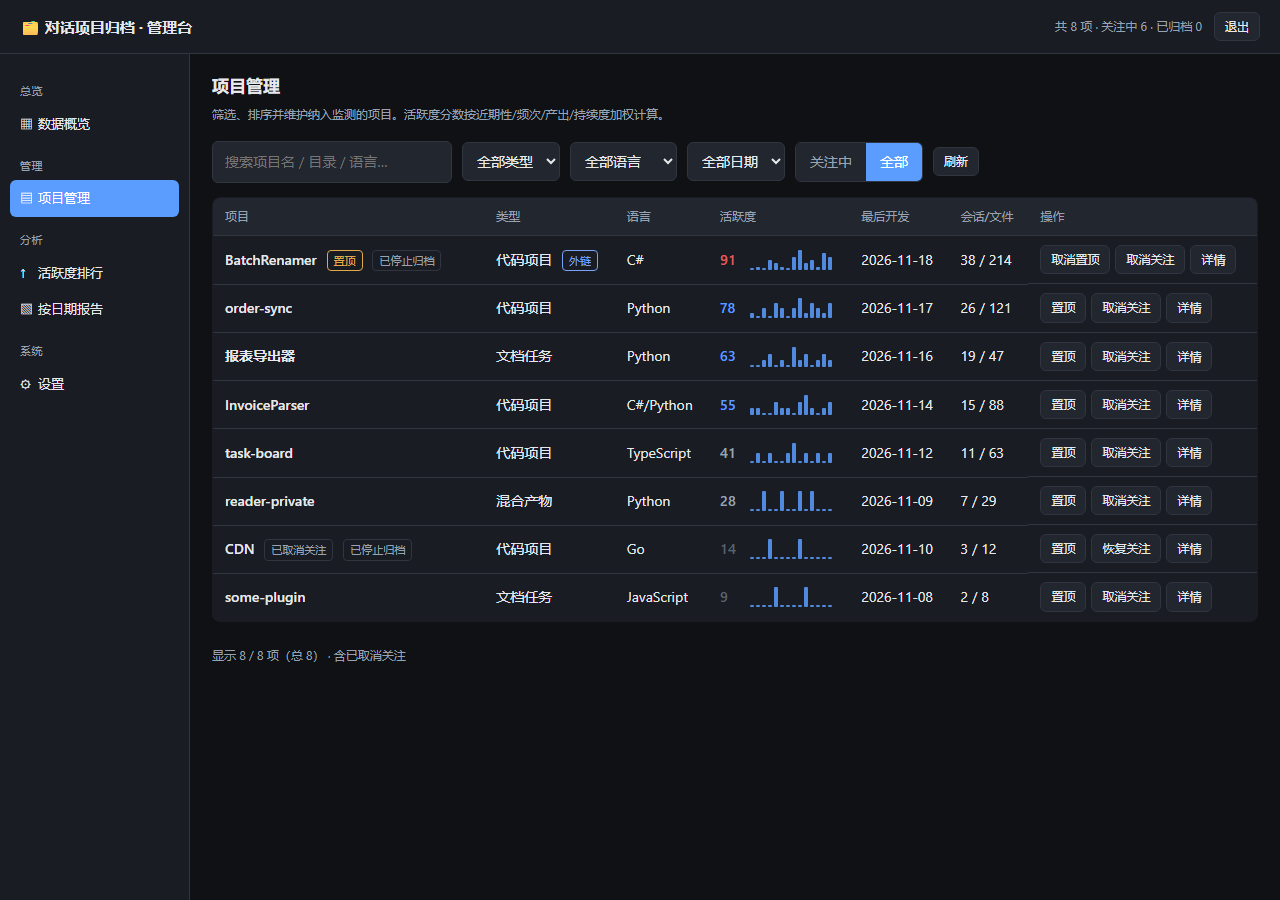 对话项目归档 · 管理台
共 8 项 · 关注中 6 · 已归档 0 退出
总览
数据概览
管理
项目管理
分析
活跃度排行
按日期报告
系统
设置
项目管理
筛选、排序并维护纳入监测的项目。活跃度分数按近期性/频次/产出/持续度加权计算。
搜索项目名 / 目录 / 语言... 全部类型 全部语言 全部日期 关注中 全部 刷新
项目 类型 语言 活跃度 最后开发 会话/文件 操作
BatchRenamer 置顶 已停止归档 代码项目 外链 C# 91 2026-11-18 38 / 214 取消置顶 取消关注 详情
order-sync 代码项目 Python 78 2026-11-17 26 / 121 置顶 取消关注 详情
报表导出器 文档任务 Python 63 2026-11-16 19 / 47 置顶 取消关注 详情
InvoiceParser 代码项目 C#/Python 55 2026-11-14 15 / 88 置顶 取消关注 详情
task-board 代码项目 TypeScript 41 2026-11-12 11 / 63 置顶 取消关注 详情
reader-private 混合产物 Python 28 2026-11-09 7 / 29 置顶 取消关注 详情
CDN 已取消关注 已停止归档 代码项目 Go 14 2026-11-10 3 / 12 置顶 恢复关注 详情
some-plugin 文档任务 JavaScript 9 2026-11-08 2 / 8 置顶 取消关注 详情
显示 8 / 8 项（总 8） · 含已取消关注